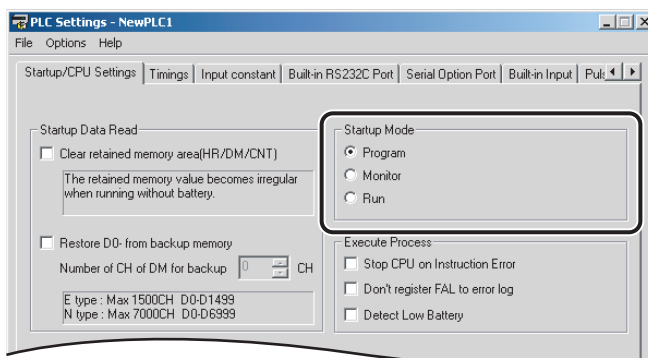 PLC Settings - NewPLC1
File Options Help
Startup/CPU Settings Timings Input constant Built-in RS232C Port Serial Option Port Built-in Input
Startup Data Read
Clear retained memory area(HR/DM/CNT)
The retained memory value becomes irregular
when running without battery.
Restore D0- from backup memory
Number of CH of DM for backup 0 CH
E type : Max 1500CH D0-D1499
N type : Max 7000CH D0-D6999
Startup Mode
Program
Monitor
Run
Execute Process
Stop CPU on Instruction Error
Don't register FAL to error log
Detect Low Battery